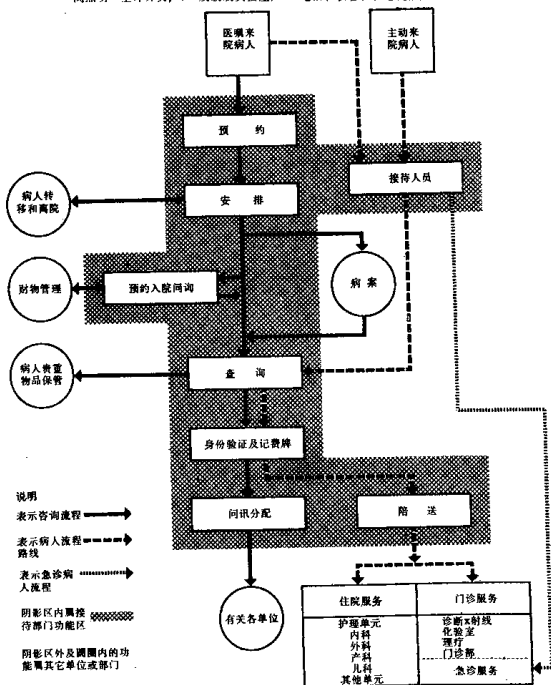 医嘱来
院病人
主动来
院病人
预 约
接待人员
安 排
病人转
移和离院
病 案
财物管理
预约入院问询
病人贵重
物品保管
查 询
身份验证及记费牌
问讯分配
陪 送
有关各单位
说明
表示咨询流程
表示病人流程
路线
表示急诊病
人流程
阴影区内属接
待部门功能区
阴影区外及圆圈内的功
能属其它单位或部门
住院服务
门诊服务
护理单元
内科
外科
产科
儿科
其他单元
诊断x射线
化验室
理疗
门诊部
急诊服务